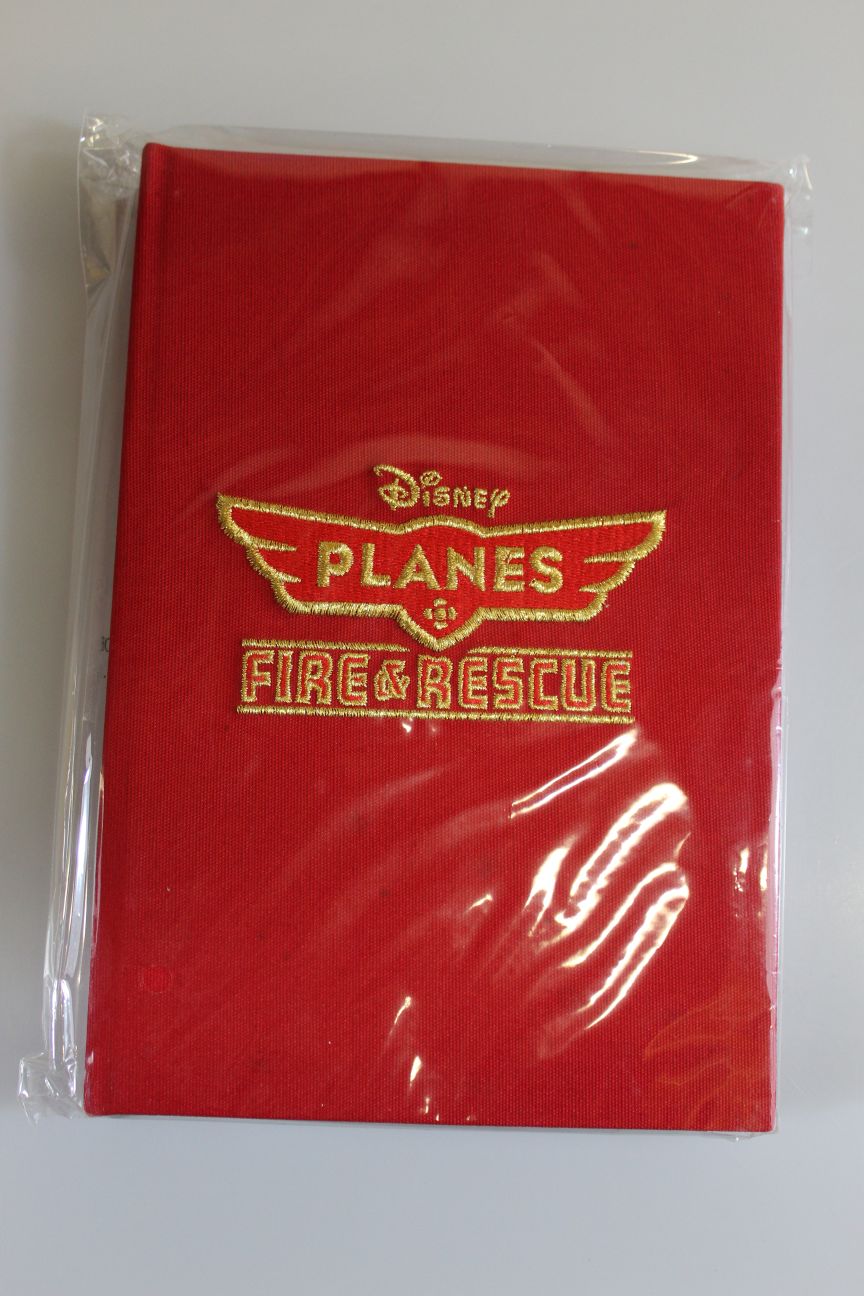 Disney
PLANES
FIRE & RESCUE